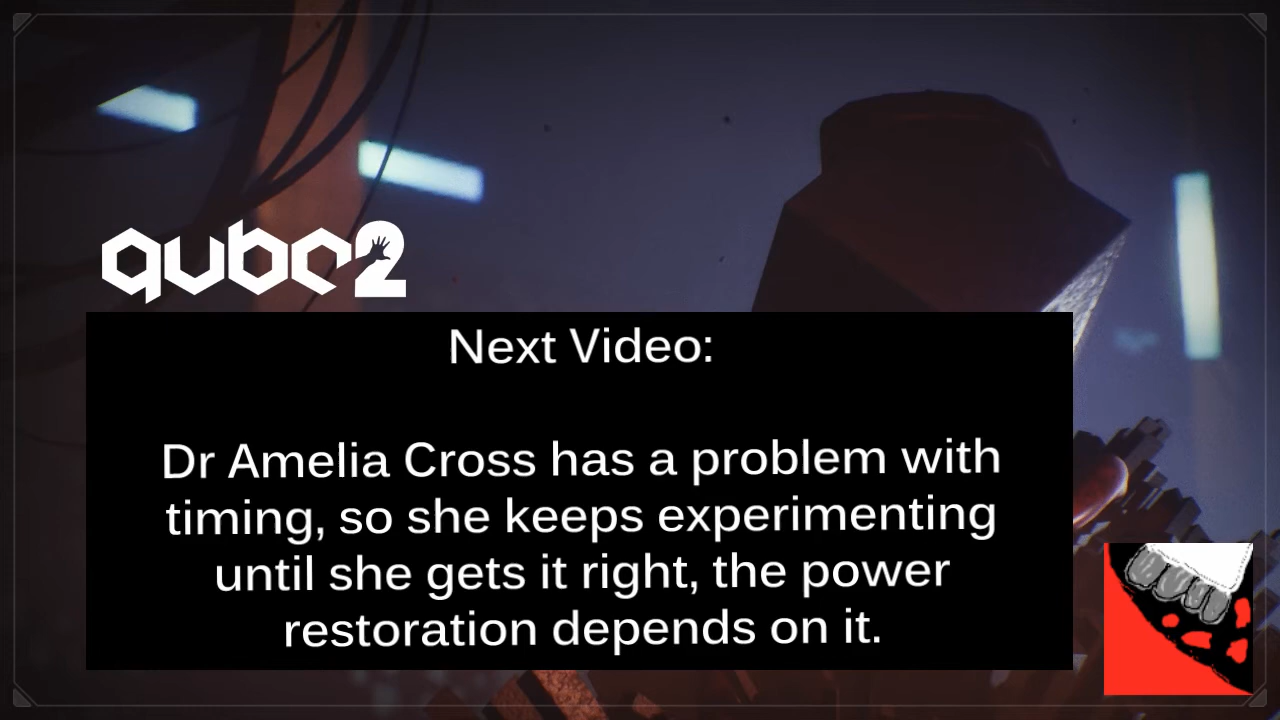 qube2
Next Video:
Dr Amelia Cross has a problem with
timing, so she keeps experimenting
until she gets it right, the power
restoration depends on it.